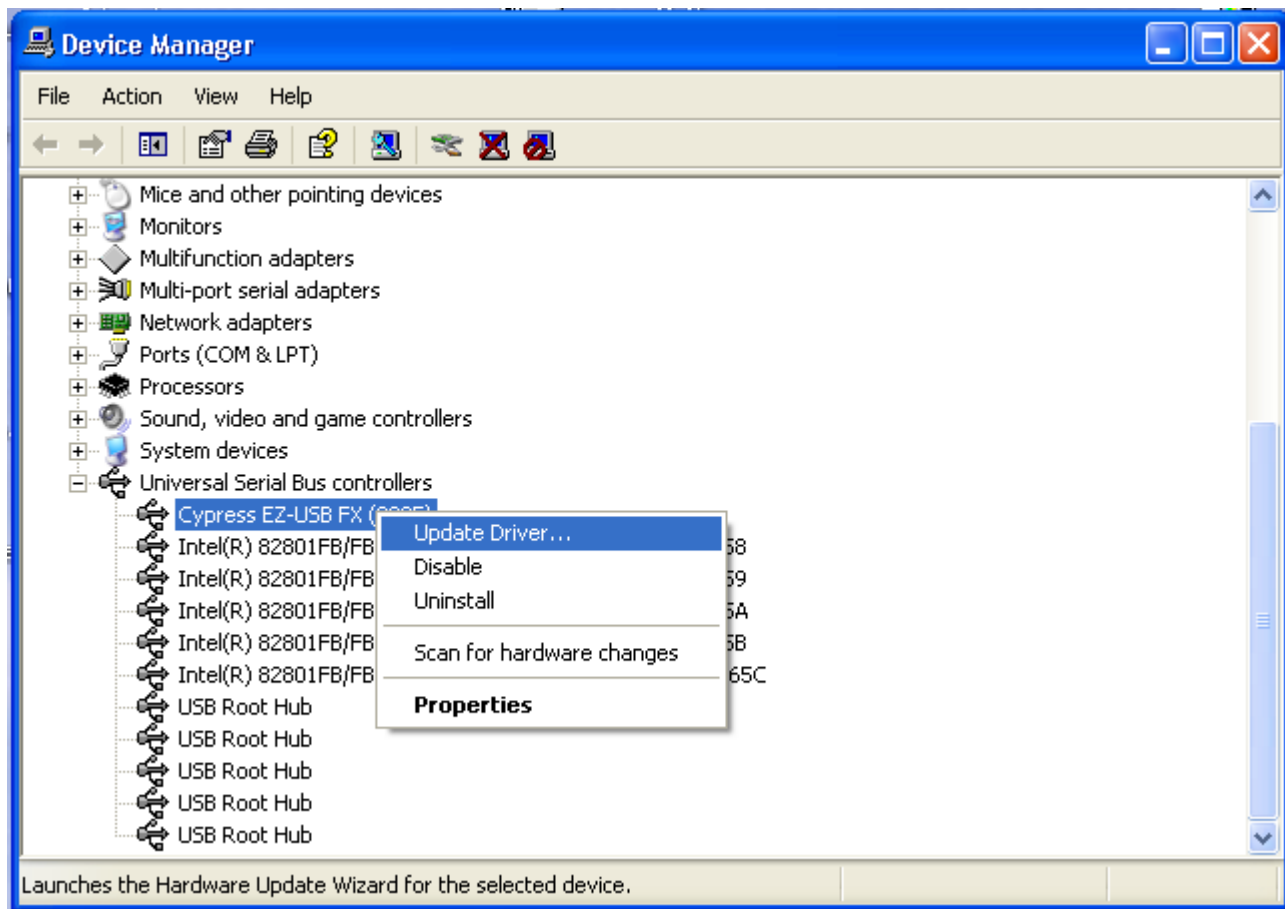 Device Manager
File Action View Help
Mice and other pointing devices
Monitors
Multifunction adapters
Multi-port serial adapters
Network adapters
Ports (COM & LPT)
Processors
Sound, video and game controllers
System devices
Universal Serial Bus controllers
Cypress EZ-USB FX
Update Driver...
Intel(R) 82801FB/FB 58
Disable
Intel(R) 82801FB/FB 59
Uninstall
Intel(R) 82801FB/FB 5A
Intel(R) 82801FB/FB 5B
Scan for hardware changes
Intel(R) 82801FB/FB 65C
Properties
USB Root Hub
USB Root Hub
USB Root Hub
USB Root Hub
USB Root Hub
Launches the Hardware Update Wizard for the selected device.